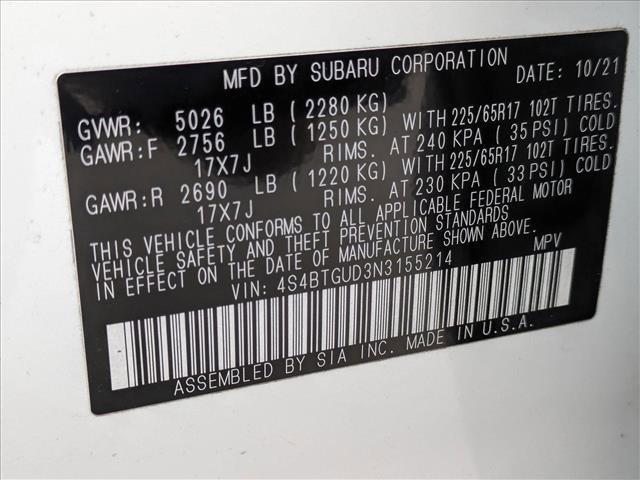 MFD BY SUBARU CORPORATION DATE: 10/21
GVWR: 5026 LB ( 2280 KG)
GAWR:F 2756 LB ( 1250 KG) WITH 225/65R17 102T TIRES.
17X7J RIMS. AT 240 KPA ( 35 PSI) COLD
GAWR:R 2690 LB ( 1220 KG) WITH 225/65R17 102T TIRES.
17X7J RIMS. AT 230 KPA ( 33 PSI) COLD
THIS VEHICLE CONFORMS TO ALL APPLICABLE FEDERAL MOTOR
VEHICLE SAFETY AND THEFT PREVENTION STANDARDS
IN EFFECT ON THE DATE OF MANUFACTURE SHOWN ABOVE.
VIN: 4S4BTGUD3N3155214 MPV
ASSEMBLED BY SIA INC. MADE IN U.S.A.